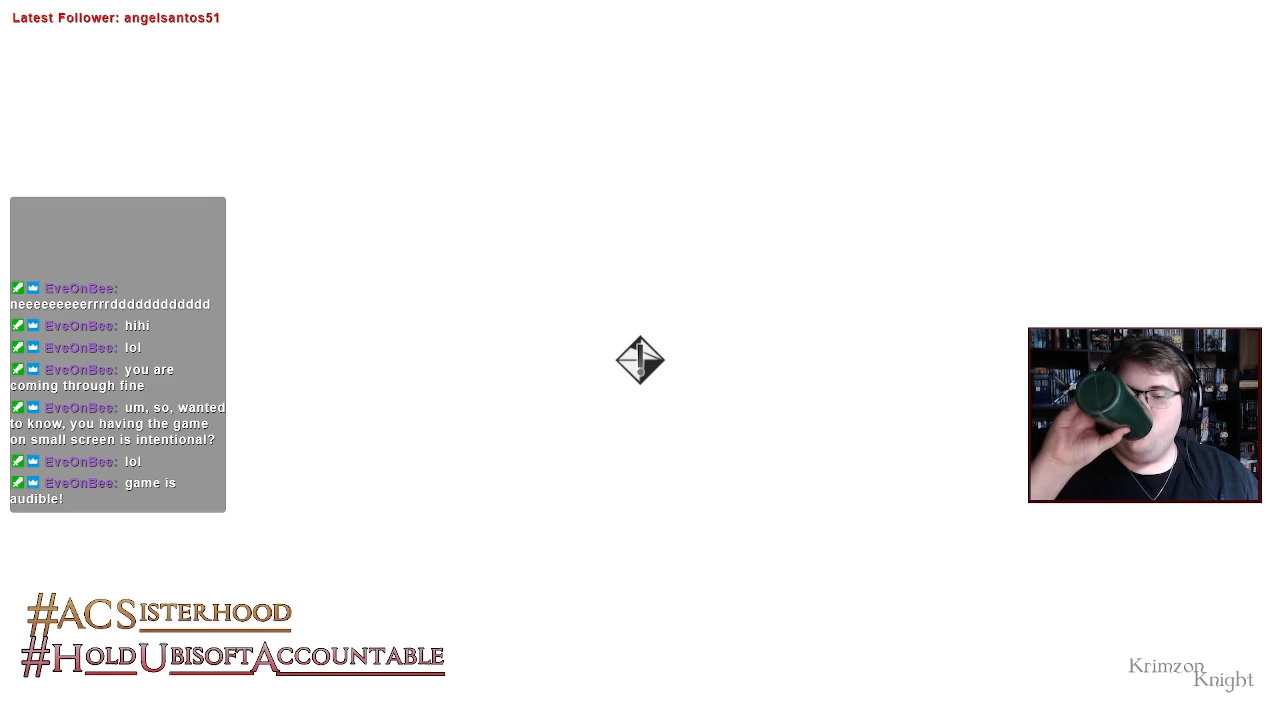 Latest Follower: angelsantos51
EveOnBee:
neeeeeeeeerrrrdddddddddddd
EveOnBee: hihi
EveOnBee: lol
EveOnBee: you are
coming through fine
EveOnBee: um, so, wanted
to know, you having the game
on small screen is intentional?
EveOnBee: lol
EveOnBee: game is
audible!
#ACSisterhood
#HoldUbisoftAccountable
Krimzon
Knight